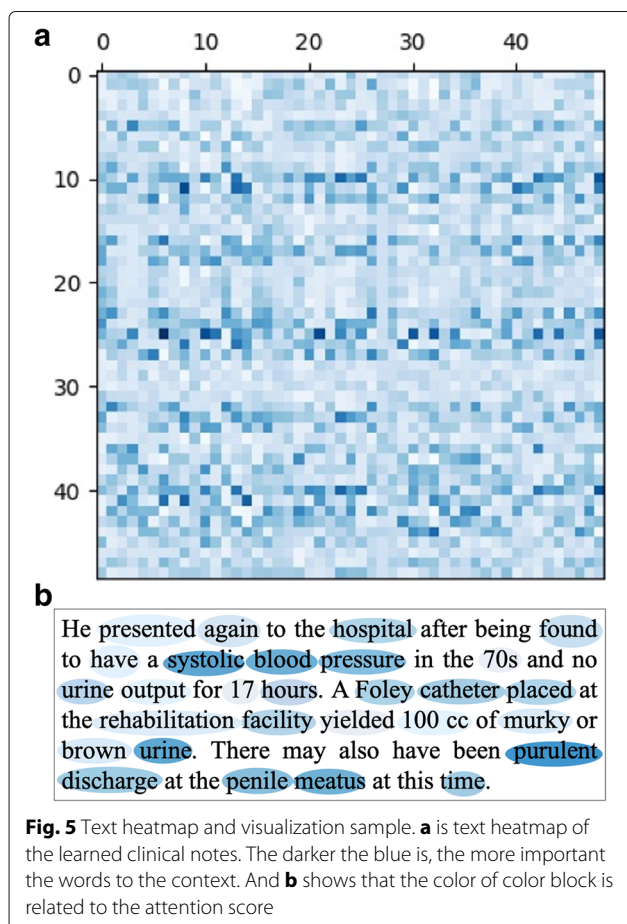 a
0 10 20 30 40
0
10
20
30
40
b
He presented again to the hospital after being found
to have a systolic blood pressure in the 70s and no
urine output for 17 hours. A Foley catheter placed at
the rehabilitation facility yielded 100 cc of murky or
brown urine. There may also have been purulent
discharge at the penile meatus at this time.
Fig. 5 Text heatmap and visualization sample. a is text heatmap of
the learned clinical notes. The darker the blue is, the more important
the words to the context. And b shows that the color of color block is
related to the attention score